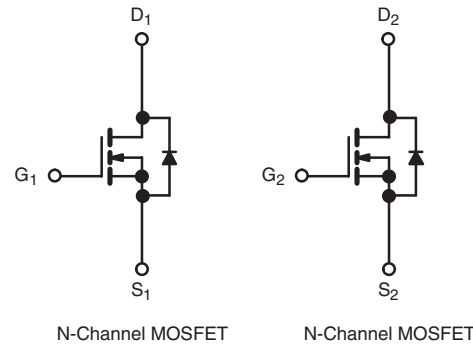 D1 D2
G1 G2
S1 S2
N-Channel MOSFET N-Channel MOSFET